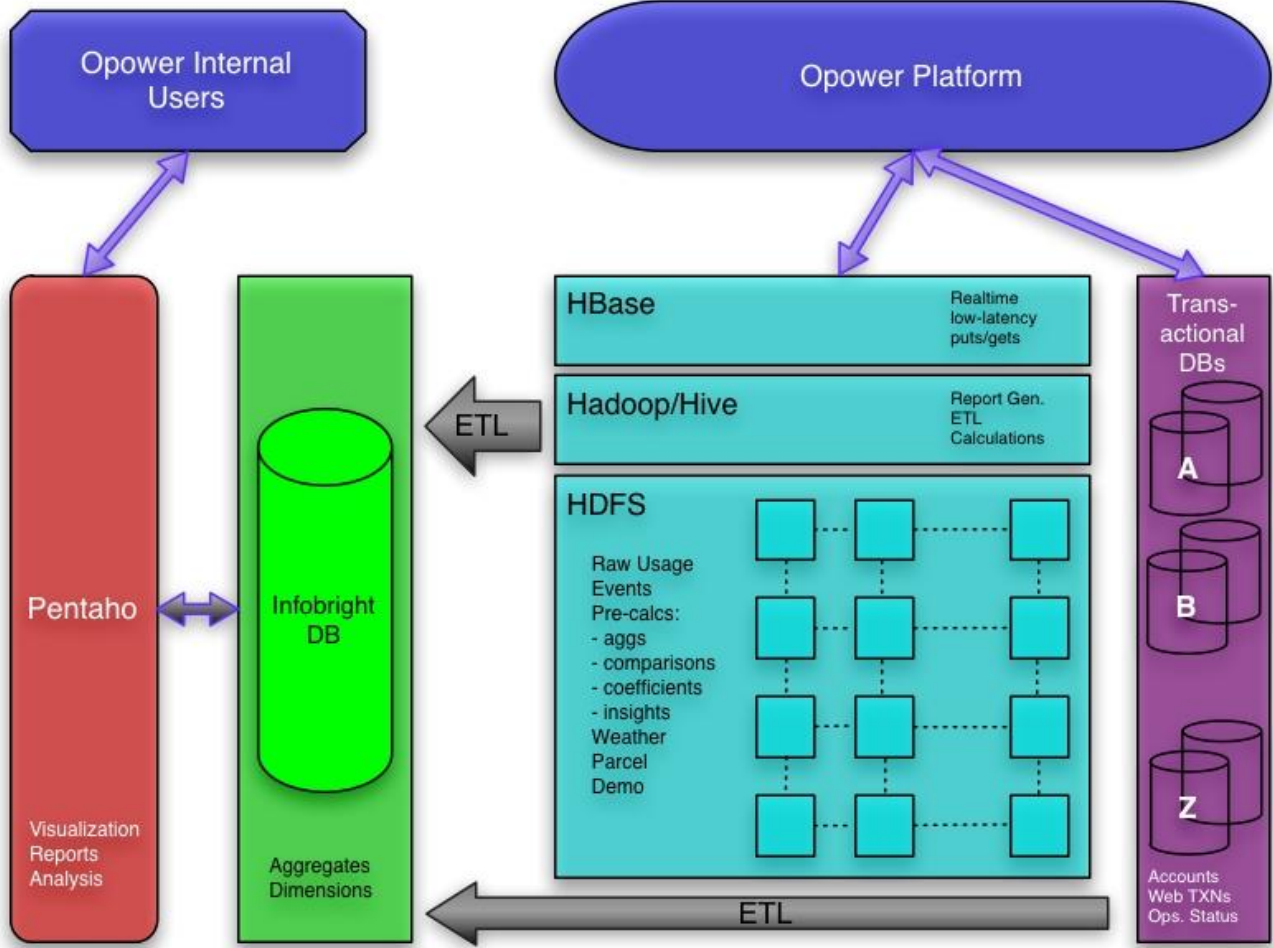 Opower Internal
Users
Opower Platform
Pentaho
Visualization
Reports
Analysis
Infobright
DB
Aggregates
Dimensions
ETL
HBase
Realtime
low-latency
puts/gets
Hadoop/Hive
Report Gen.
ETL
Calculations
HDFS
Raw Usage
Events
Pre-calcs:
- aggs
- comparisons
- coefficients
- insights
Weather
Parcel
Demo
ETL
Trans-
actional
DBs
A
B
Z
Accounts
Web TXNs
Ops. Status